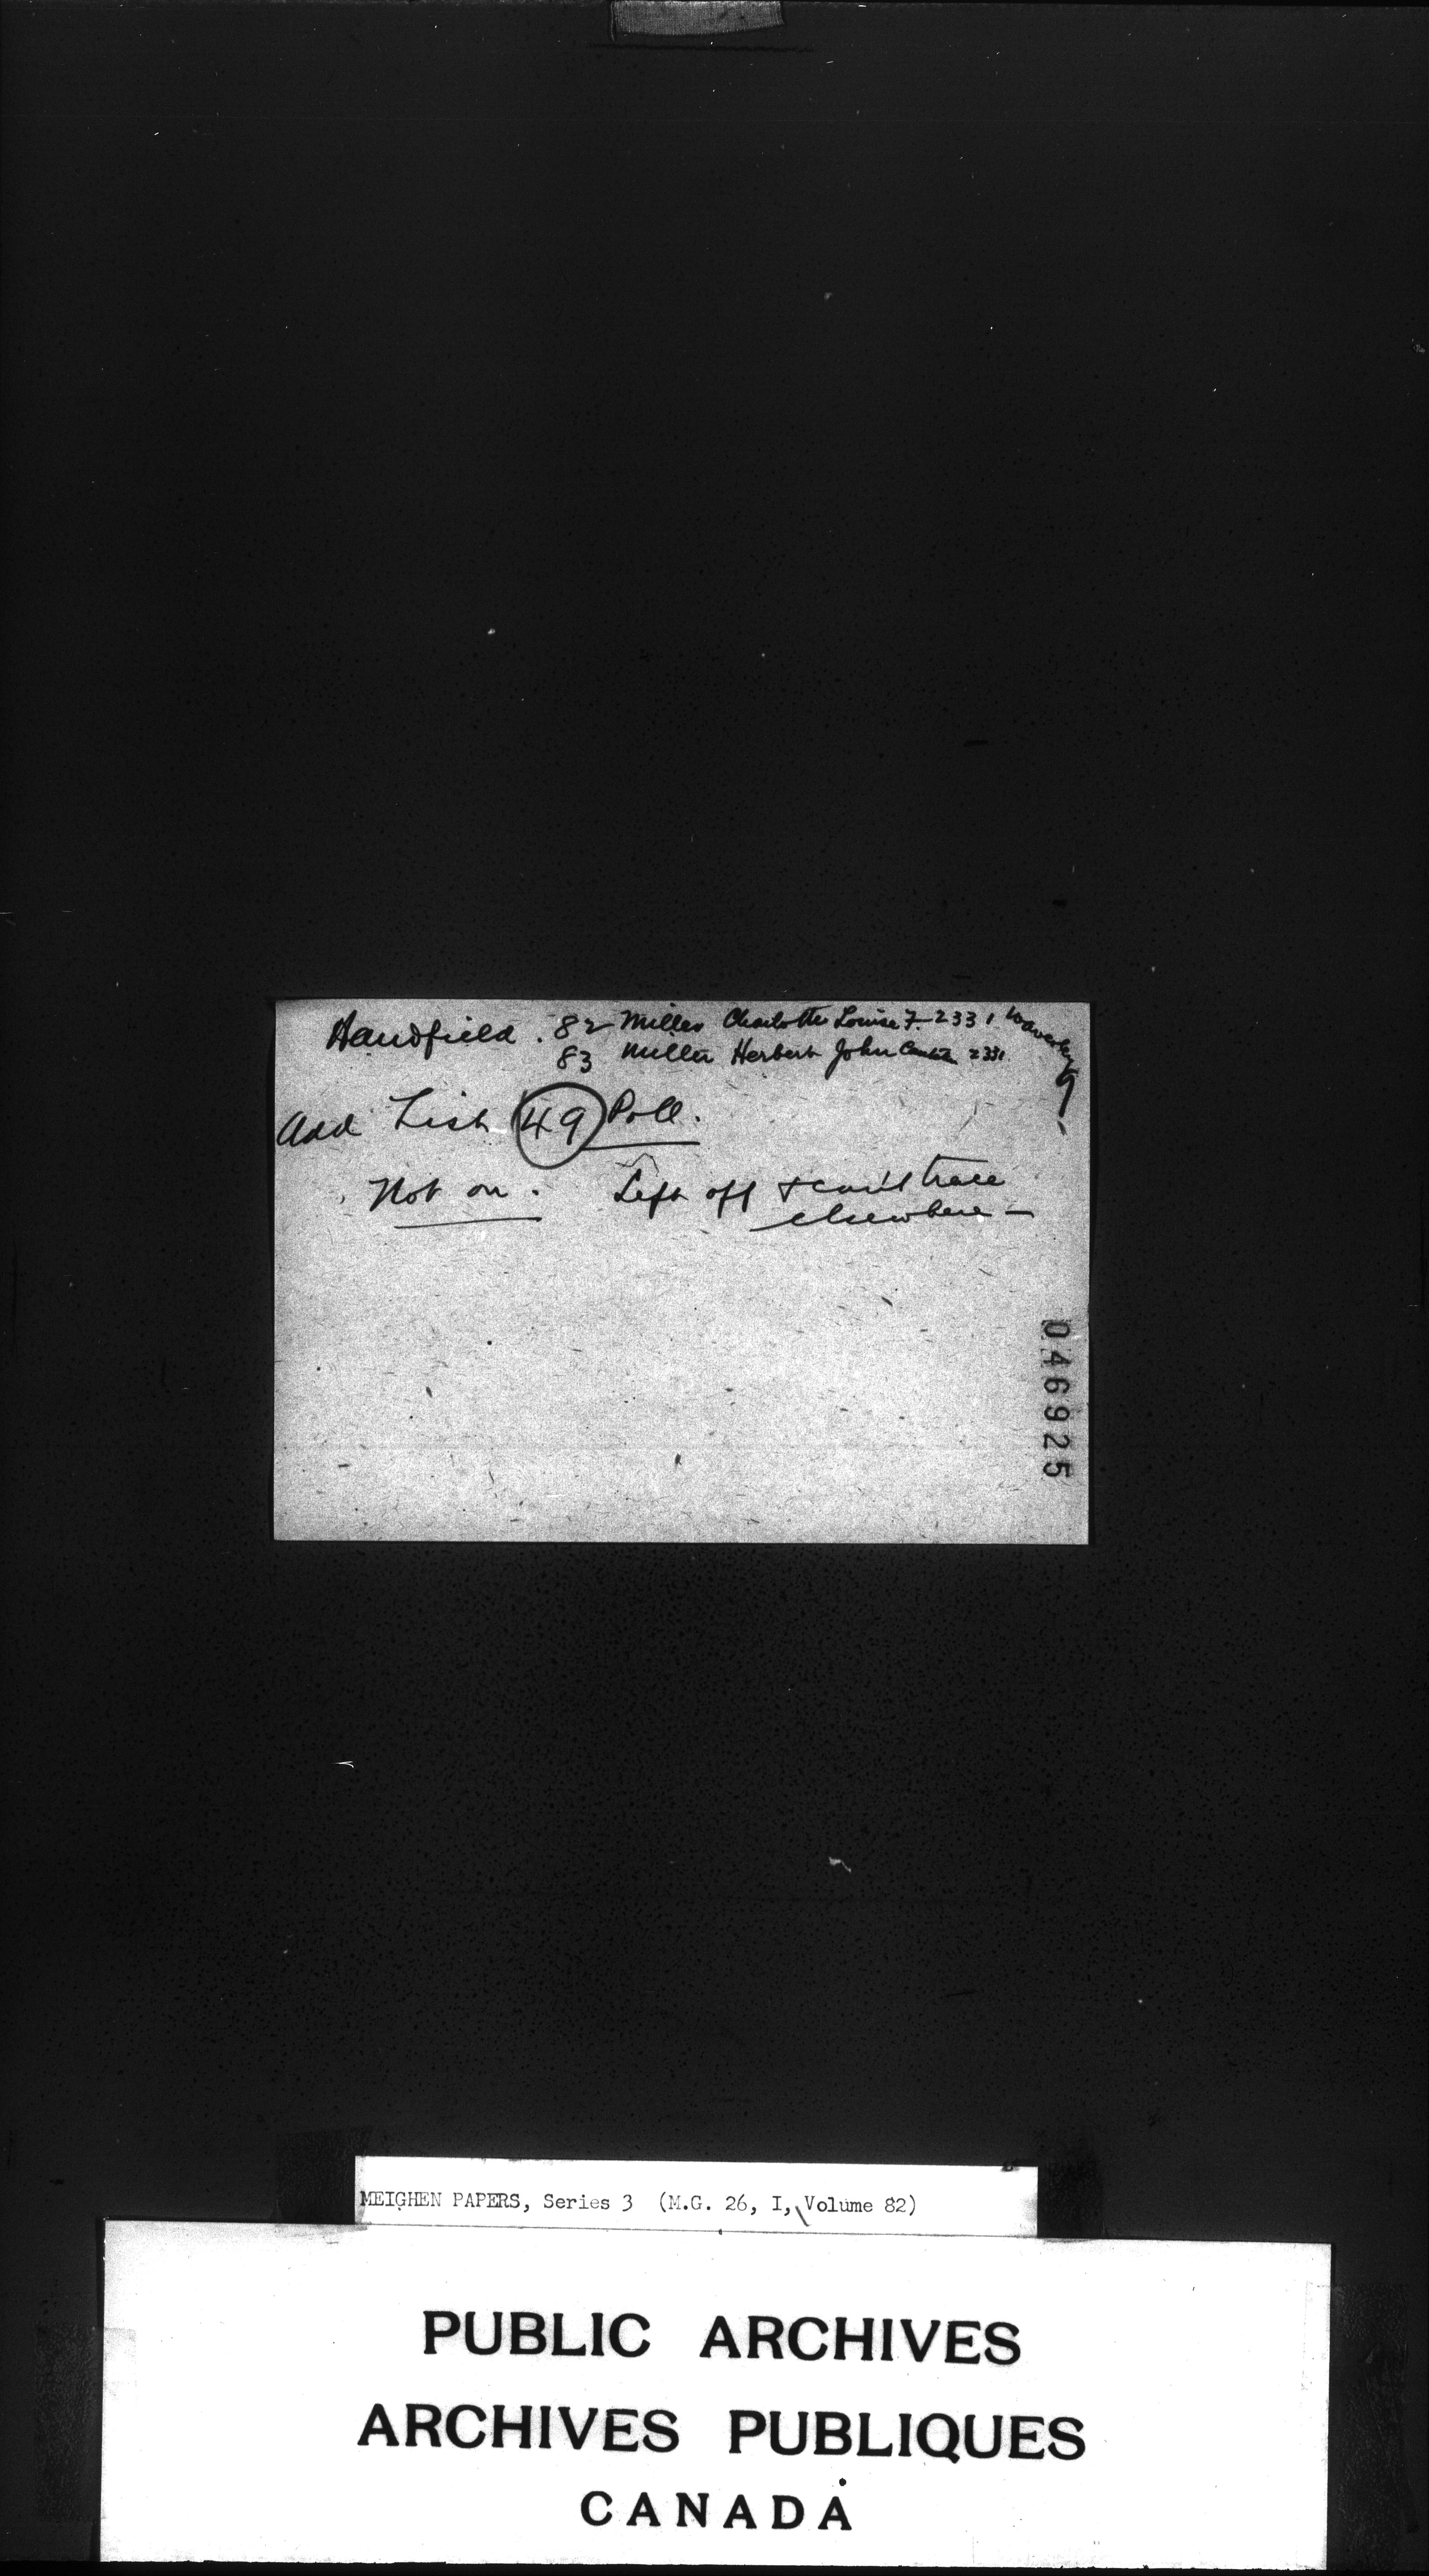 Handfield. 82 Miller Charlotte Louise F. 2331 Waverley
83 Miller Herbert John 2331
Add List 49 Poll.
Not on. Left off & can't trace
elsewhere —
046925
MEIGHEN PAPERS, Series 3 (M.G. 26, I, Volume 82)
PUBLIC ARCHIVES
ARCHIVES PUBLIQUES
CANADA